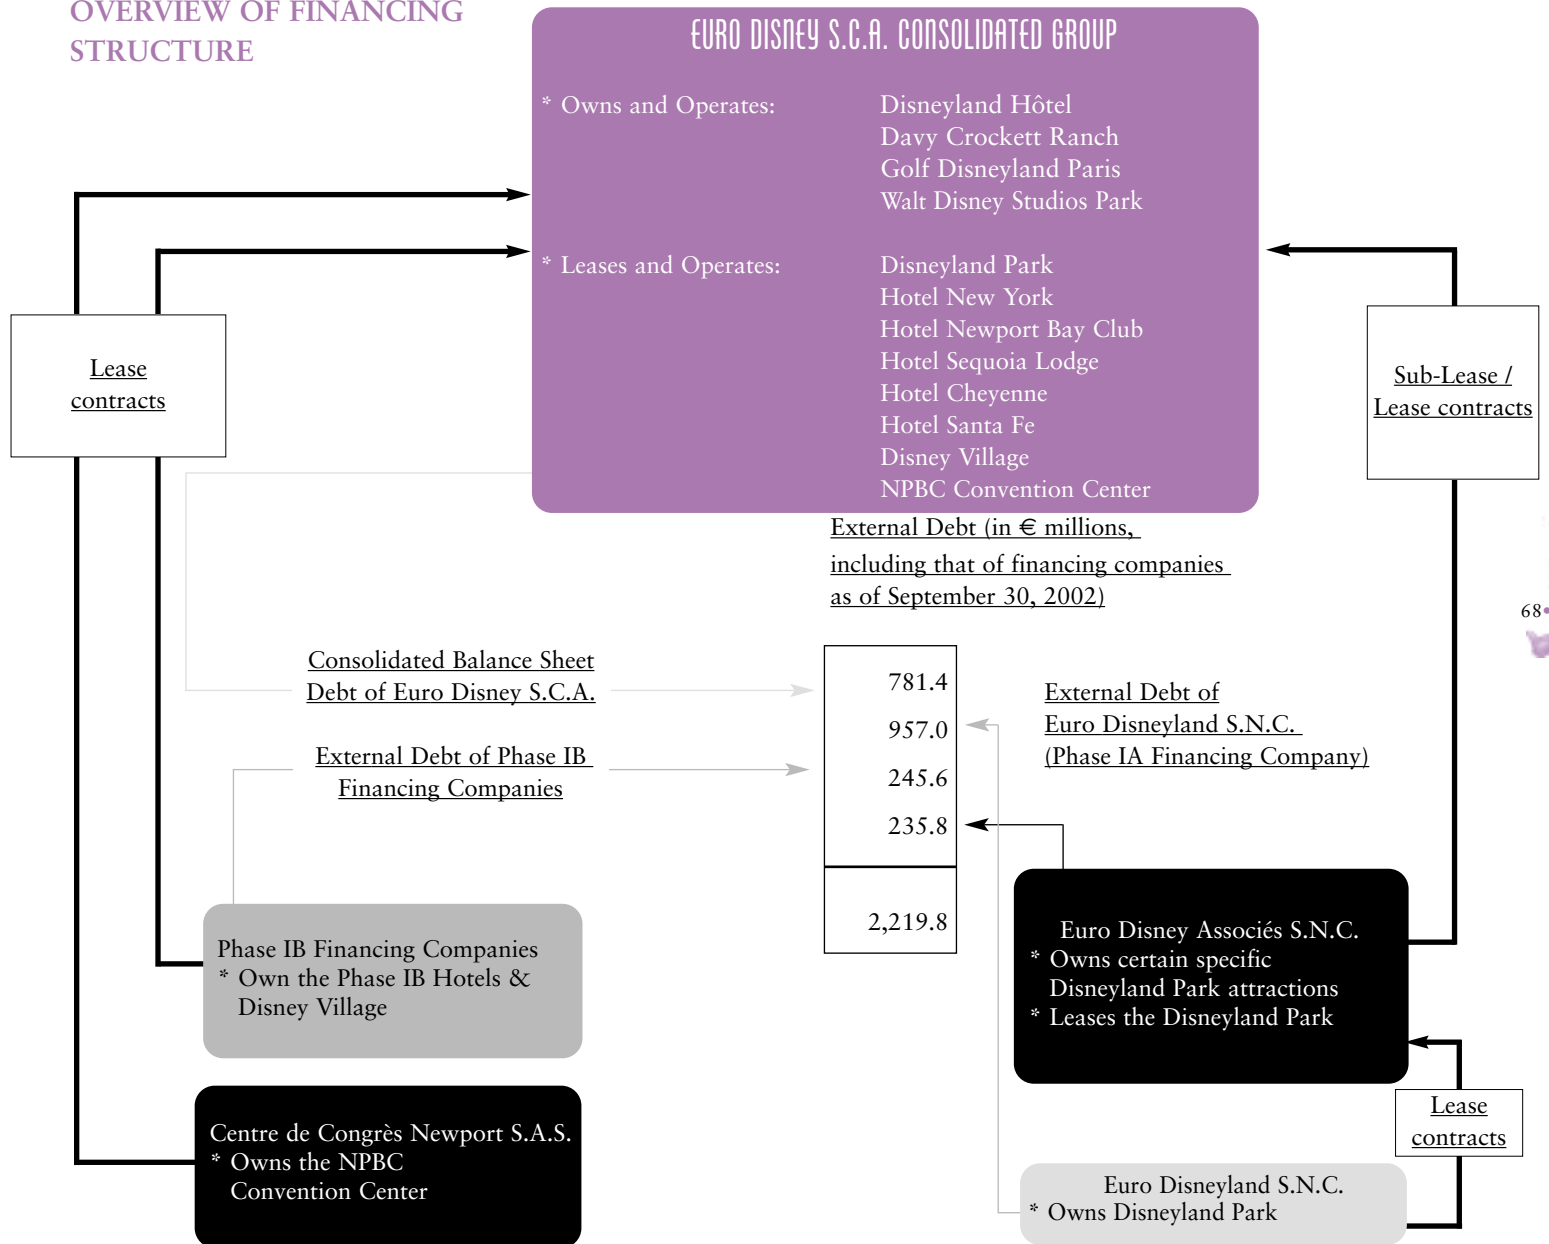 OVERVIEW OF FINANCING
STRUCTURE
EURO DISNEY S.C.A. CONSOLIDATED GROUP
* Owns and Operates: Disneyland Hôtel
Davy Crockett Ranch
Golf Disneyland Paris
Walt Disney Studios Park
* Leases and Operates: Disneyland Park
Hotel New York
Hotel Newport Bay Club
Hotel Sequoia Lodge
Hotel Cheyenne
Hotel Santa Fe
Disney Village
NPBC Convention Center
Lease
contracts
Sub-Lease /
Lease contracts
External Debt (in € millions,
including that of financing companies
as of September 30, 2002)
68•
Consolidated Balance Sheet
Debt of Euro Disney S.C.A.
External Debt of Phase IB
Financing Companies
781.4
957.0
245.6
235.8
2,219.8
External Debt of
Euro Disneyland S.N.C.
(Phase IA Financing Company)
Phase IB Financing Companies
* Own the Phase IB Hotels &
Disney Village
Euro Disney Associés S.N.C.
* Owns certain specific
Disneyland Park attractions
* Leases the Disneyland Park
Centre de Congrès Newport S.A.S.
* Owns the NPBC
Convention Center
Lease
contracts
Euro Disneyland S.N.C.
* Owns Disneyland Park